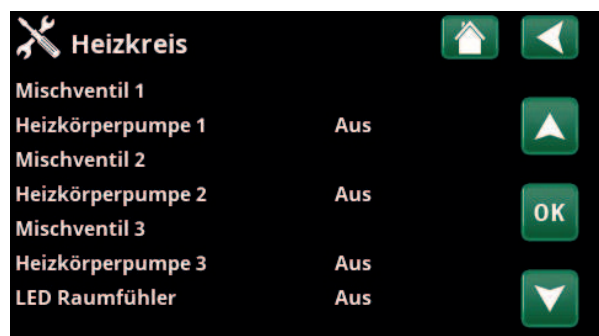 Heizkreis
Mischventil 1
Heizkörperpumpe 1 Aus
Mischventil 2
Heizkörperpumpe 2 Aus
OK
Mischventil 3
Heizkörperpumpe 3 Aus
LED Raumfühler Aus